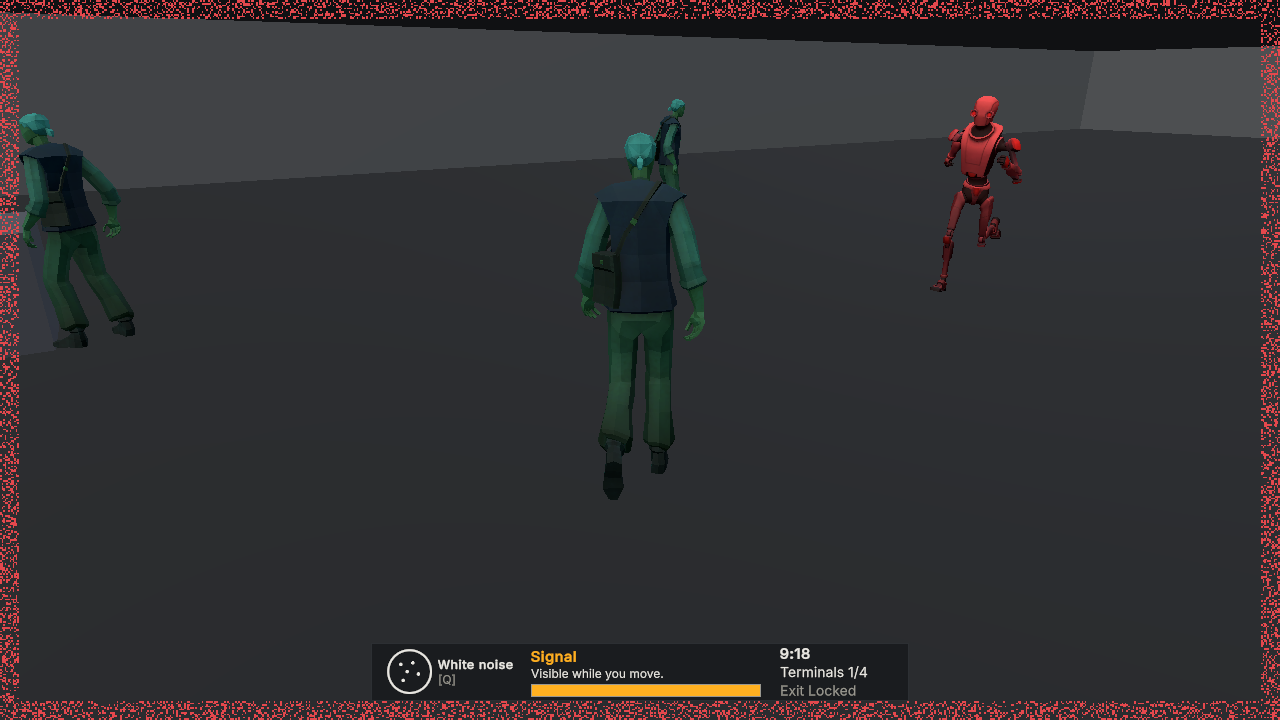 White noise
[Q]
Signal
Visible while you move.
9:18
Terminals 1/4
Exit Locked